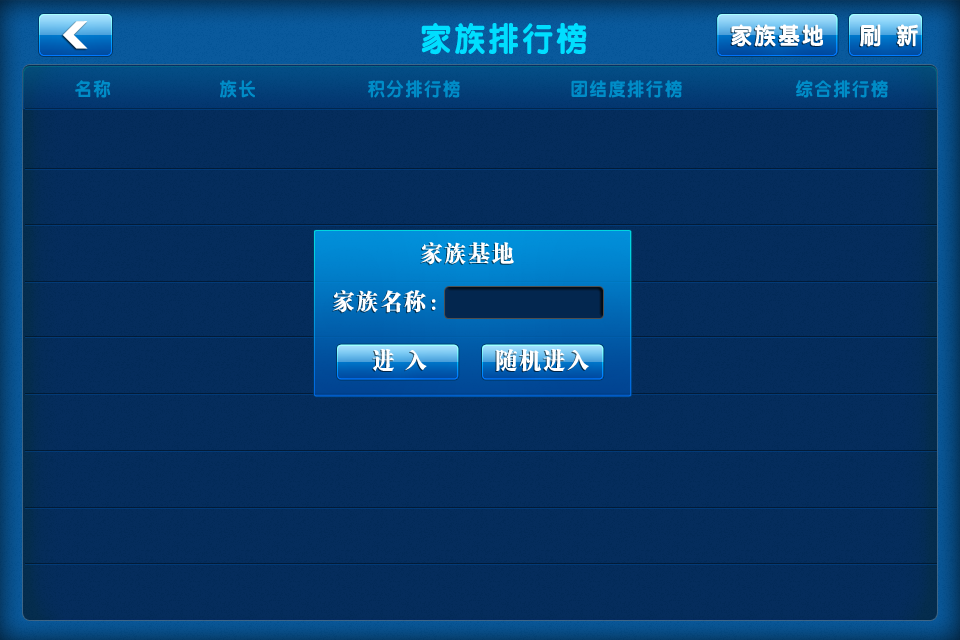 家族排行榜
家族基地
刷 新
名称 族长 积分排行榜 团结度排行榜 综合排行榜
家族基地
家族名称:
进 入
随机进入